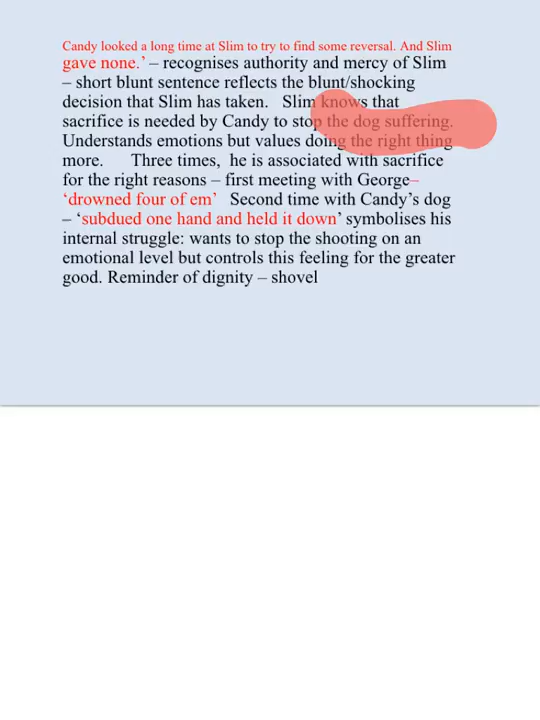 Candy looked a long time at Slim to try to find some reversal. And Slim
gave none.’ – recognises authority and mercy of Slim
– short blunt sentence reflects the blunt/shocking
decision that Slim has taken. Slim knows that
sacrifice is needed by Candy to stop the dog suffering.
Understands emotions but values doing the right thing
more. Three times, he is associated with sacrifice
for the right reasons – first meeting with George–
‘drowned four of em’ Second time with Candy’s dog
– ‘subdued one hand and held it down’ symbolises his
internal struggle: wants to stop the shooting on an
emotional level but controls this feeling for the greater
good. Reminder of dignity – shovel